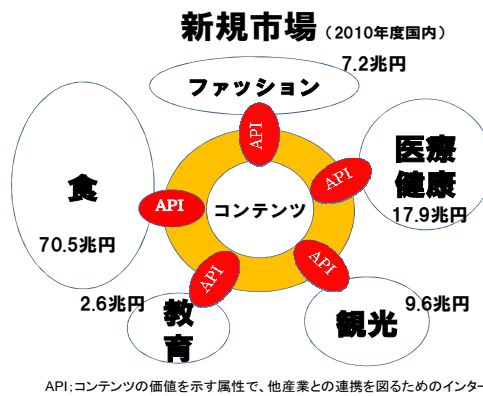 新規市場（2010年度国内）
7.2兆円
ファッション
API
医療
健康
17.9兆円
API
食
70.5兆円
API
コンテンツ
API
API
2.6兆円
教
育
9.6兆円
観光
API;コンテンツの価値を示す属性で、他産業との連携を図るためのインター